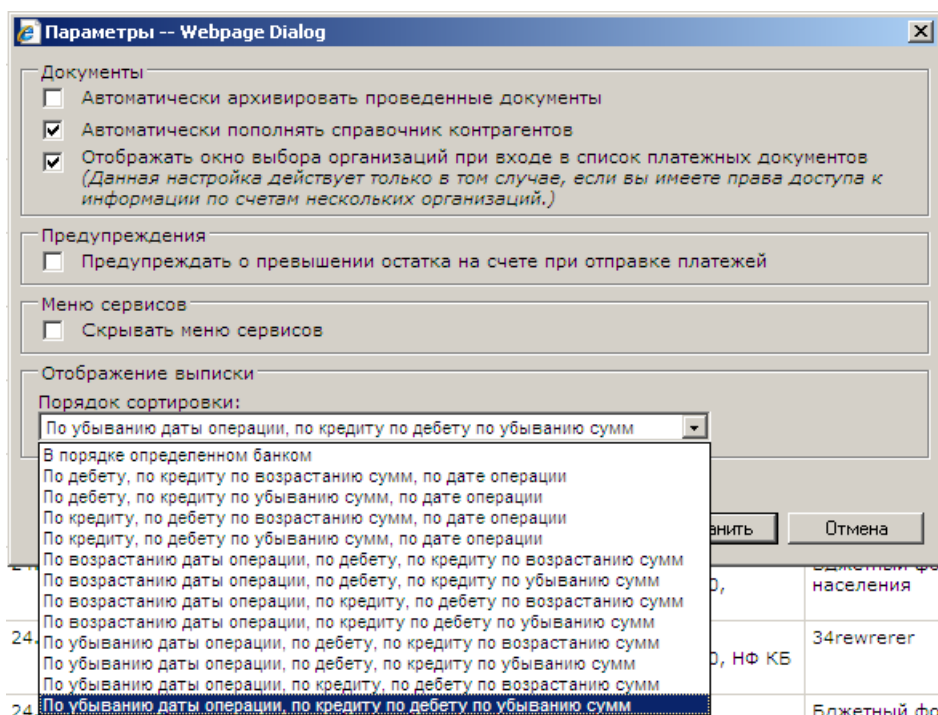 Параметры -- Webpage Dialog
Документы
Автоматически архивировать проведенные документы
Автоматически пополнять справочник контрагентов
Отображать окно выбора организаций при входе в список платежных документов
(Данная настройка действует только в том случае, если вы имеете права доступа к
информации по счетам нескольких организаций.)
Предупреждения
Предупреждать о превышении остатка на счете при отправке платежей
Меню сервисов
Скрывать меню сервисов
Отображение выписки
Порядок сортировки:
По убыванию даты операции, по кредиту по дебету по убыванию сумм
В порядке определенном банком
По дебету, по кредиту по возрастанию сумм, по дате операции
По дебету, по кредиту по убыванию сумм, по дате операции
По кредиту, по дебету по возрастанию сумм, по дате операции
По кредиту, по дебету по убыванию сумм, по дате операции
Отмена
По возрастанию даты операции, по дебету, по кредиту по возрастанию сумм
По возрастанию даты операции, по дебету, по кредиту по убыванию сумм
населения
По возрастанию даты операции, по кредиту, по дебету по возрастанию сумм
По возрастанию даты операции, по кредиту по дебету по убыванию сумм
24.
34rewrerer
По убыванию даты операции, по дебету, по кредиту по возрастанию сумм
По убыванию даты операции, по дебету, по кредиту по убыванию сумм
0, НФ КБ
По убыванию даты операции, по кредиту, по дебету по возрастанию сумм
По убыванию даты операции, по кредиту по дебету по убыванию сумм
24